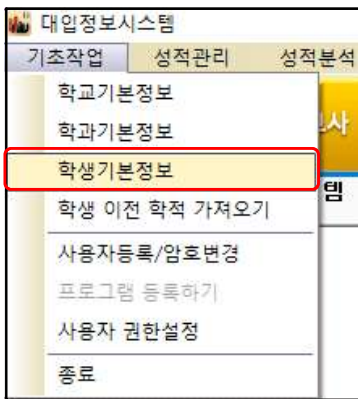 대입정보시스템
기초작업 성적관리 성적분석
학교기본정보
학과기본정보
사
학생기본정보
템
학생 이전 학적 가져오기
사용자등록/암호변경
프로그램 등록하기
사용자 권한설정
종료